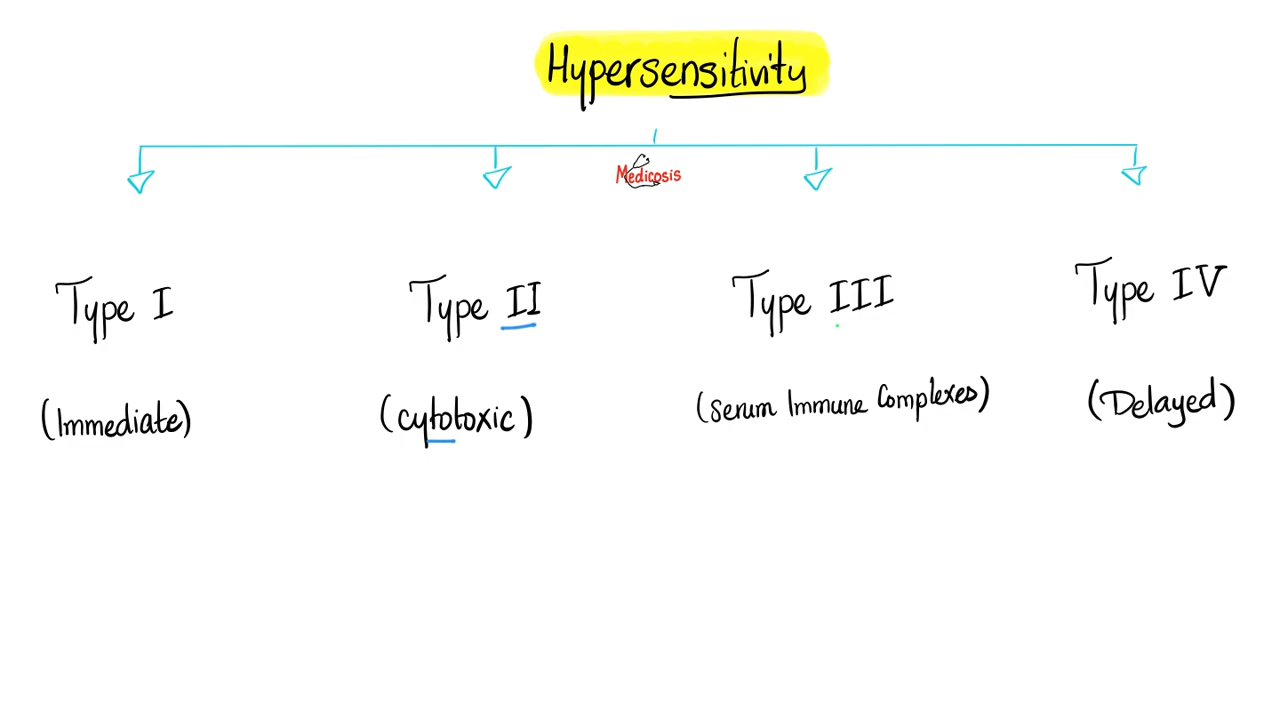 Hypersensitivity
Medicosis
Type I
Type II
Type III
Type IV
(Immediate)
(cytotoxic)
(Serum Immune Complexes)
(Delayed)